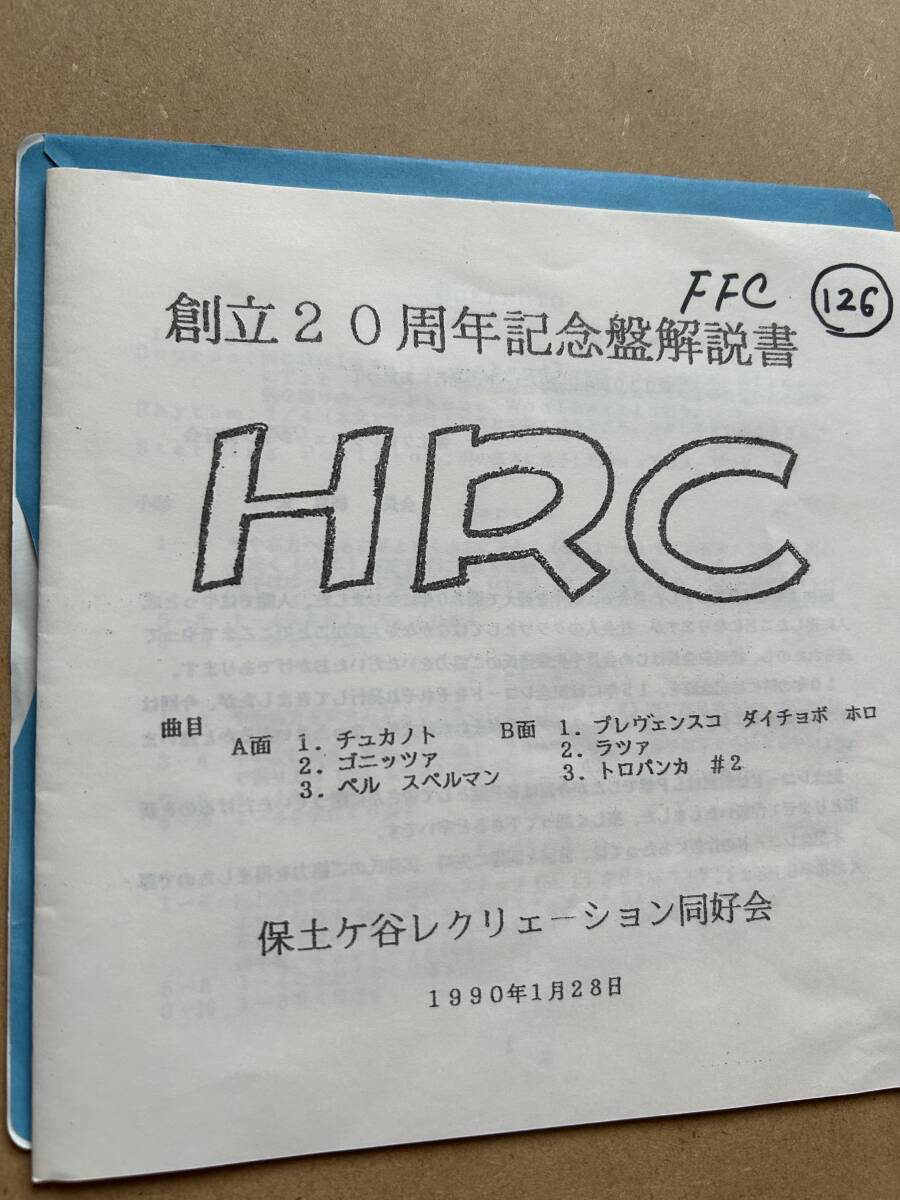 FFC 126
創立20周年記念盤解説書
HRC
曲目
A面 1．チュカノト
2．ゴニッツァ
3．ペル スペルマン
B面 1．プレヴェンスコ ダイチョボ ホロ
2．ラツァ
3．トロパンカ #2
保土ケ谷レクリェーション同好会
1990年1月28日